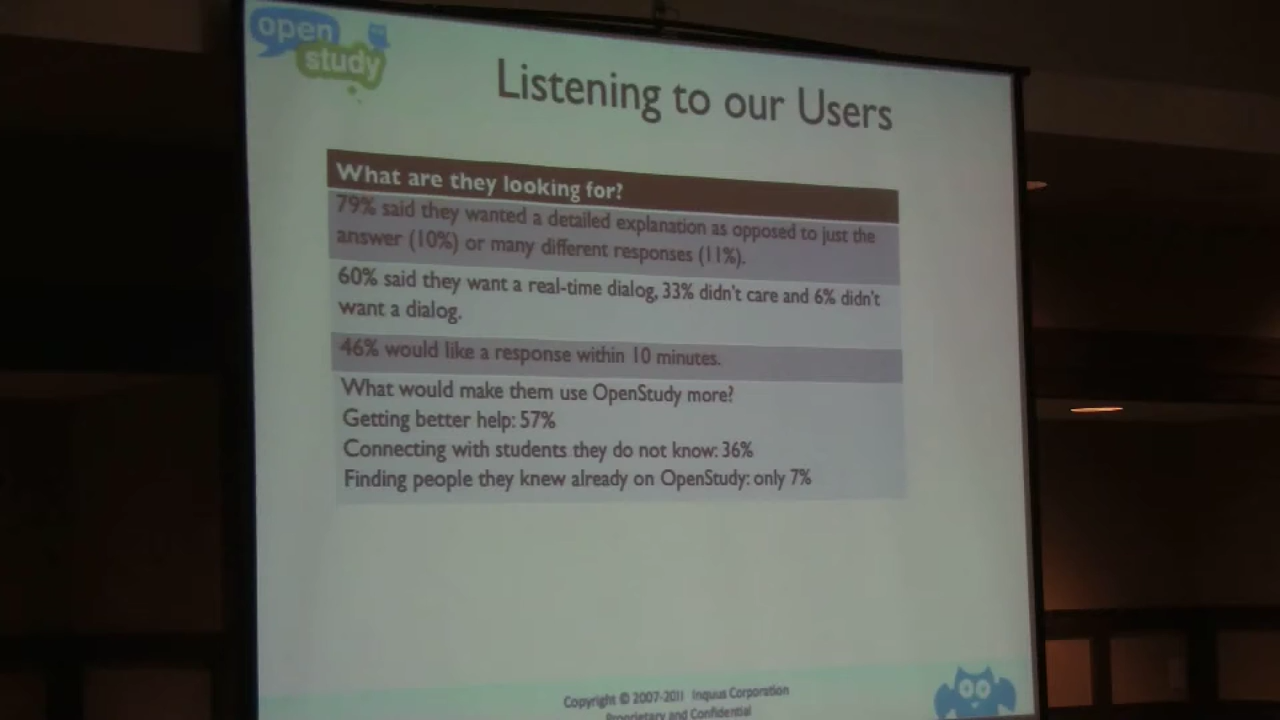 open
study
Listening to our Users
What are they looking for?
79% said they wanted a detailed explanation as opposed to just the
answer (10%) or many different responses (11%).
60% said they want a real-time dialog, 33% didn't care and 6% didn't
want a dialog.
46% would like a response within 10 minutes.
What would make them use OpenStudy more?
Getting better help: 57%
Connecting with students they do not know: 36%
Finding people they knew already on OpenStudy: only 7%
Copyright © 2007-2011 Inquus Corporation
Proprietary and Confidential